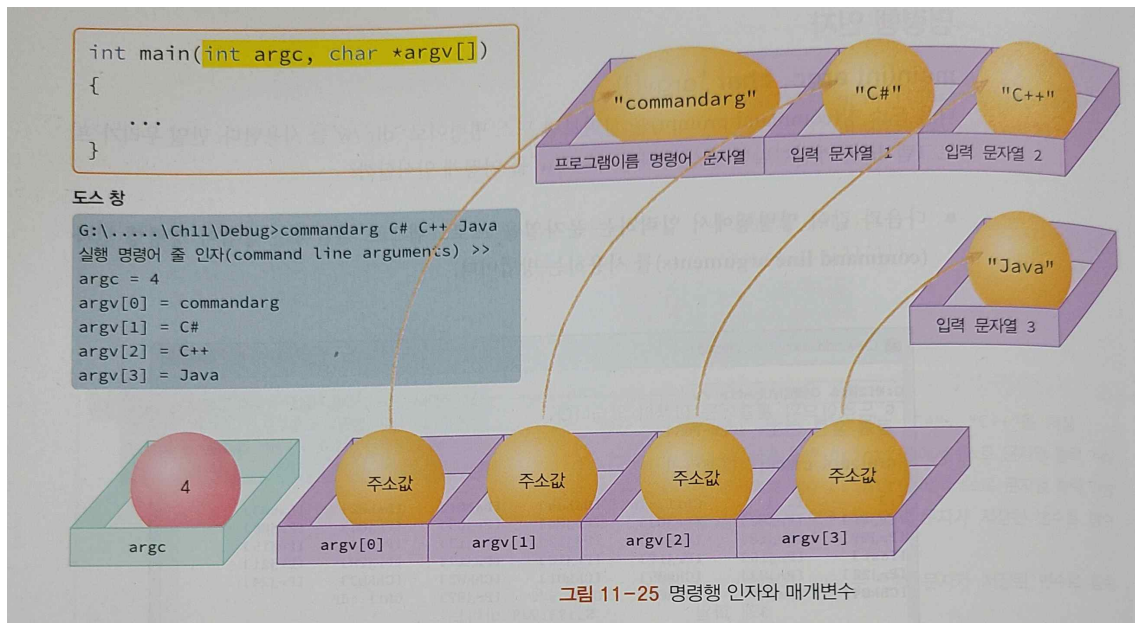 int main(int argc, char *argv[])
{
...
}
"commandarg"
"C#"
"C++"
프로그램이름 명령어 문자열
입력 문자열 1
입력 문자열 2
도스 창
G:\.....\Ch11\Debug>commandarg C# C++ Java
실행 명령어 줄 인자(command line arguments) >>
argc = 4
argv[0] = commandarg
argv[1] = C#
argv[2] = C++
argv[3] = Java
"Java"
입력 문자열 3
4
주소값
주소값
주소값
주소값
argc
argv[0]
argv[1]
argv[2]
argv[3]
그림 11-25 명령행 인자와 매개변수